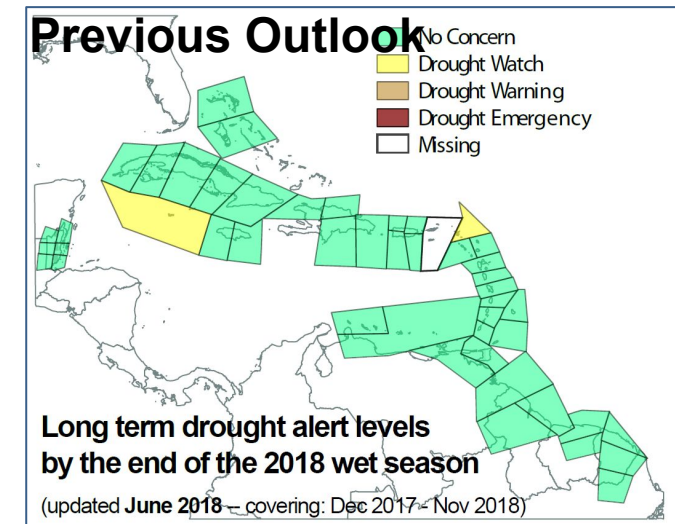 Previous Outlook
No Concern
Drought Watch
Drought Warning
Drought Emergency
Missing
Long term drought alert levels
by the end of the 2018 wet season
(updated June 2018 -- covering: Dec 2017 - Nov 2018)